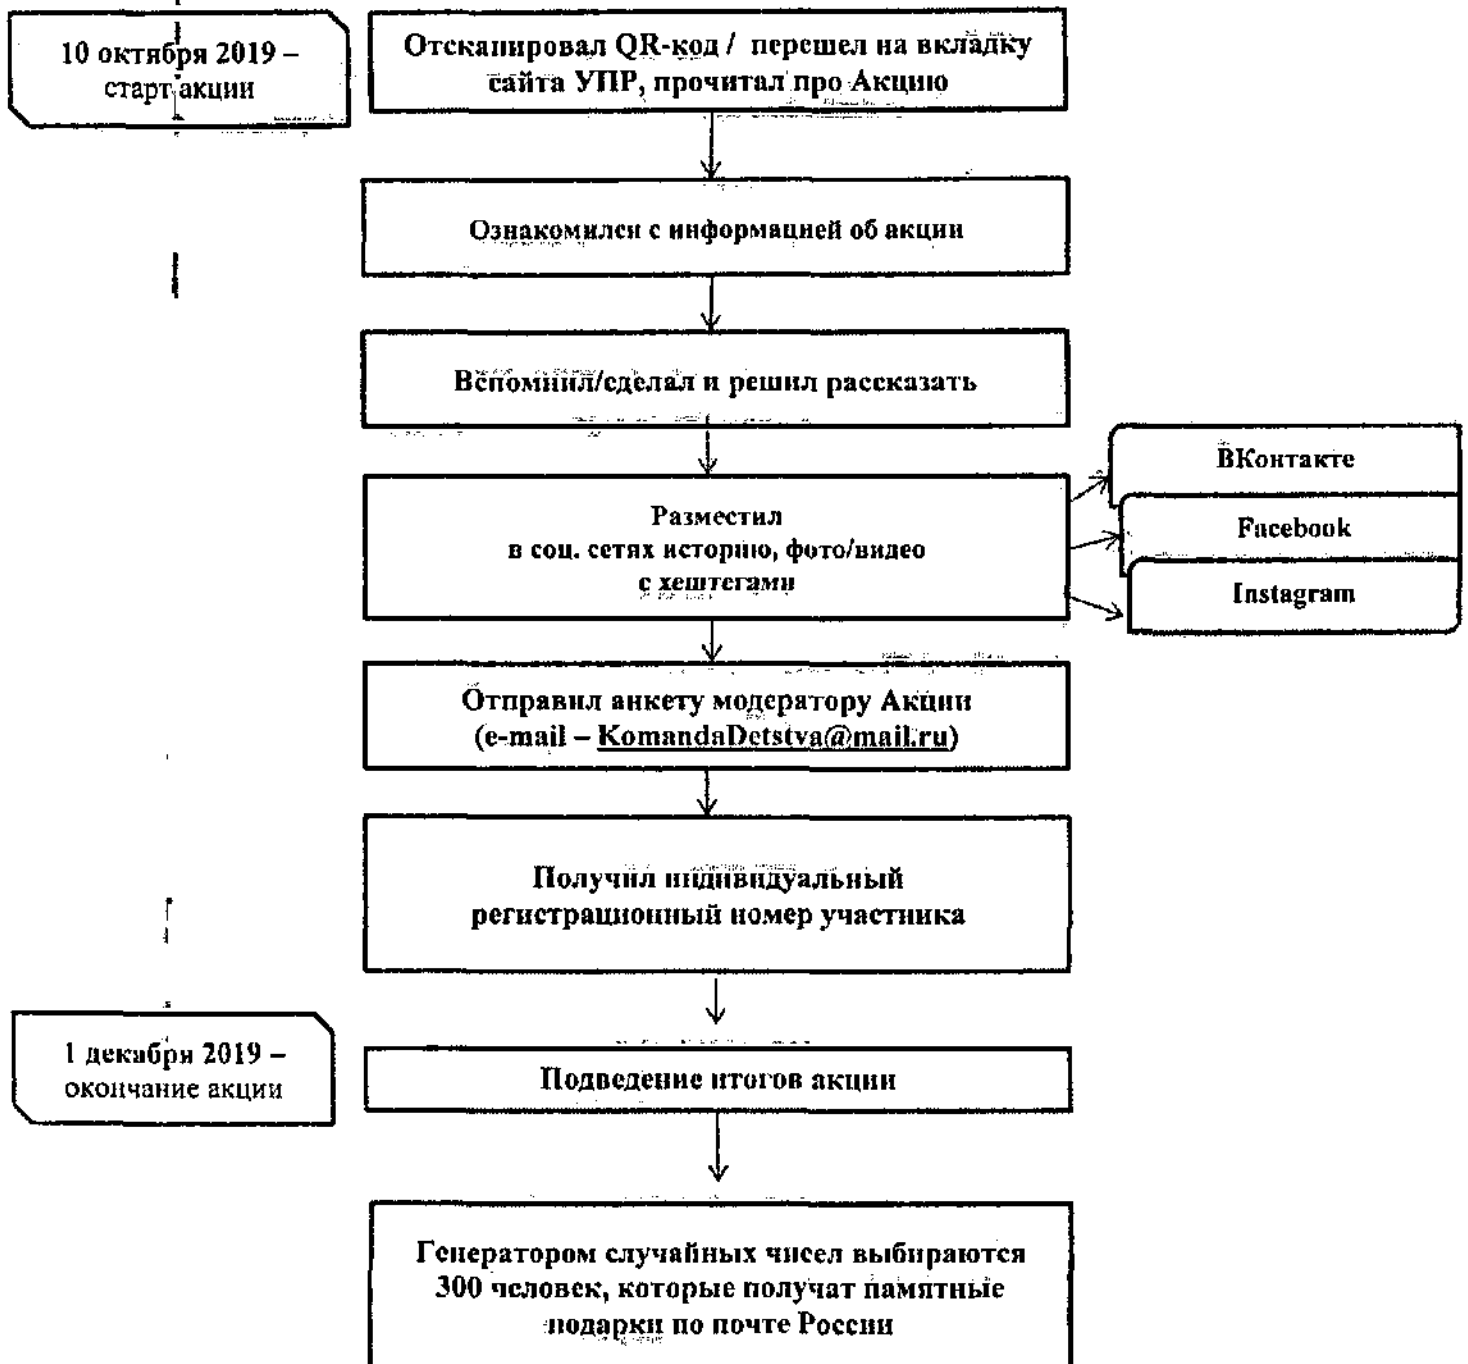 10 октября 2019 –
старт акции
Отсканировал QR-код / перешел на вкладку
сайта УПР, прочитал про Акцию
Ознакомился с информацией об акции
Вспомнил/сделал и решил рассказать
Разместил
в соц. сетях историю, фото/видео
с хештегами
ВКонтакте
Facebook
Instagram
Отправил анкету модератору Акции
(e-mail – KomandaDetstva@mail.ru)
Получил индивидуальный
регистрационный номер участника
1 декабря 2019 –
окончание акции
Подведение итогов акции
Генератором случайных чисел выбираются
300 человек, которые получат памятные
подарки по почте России